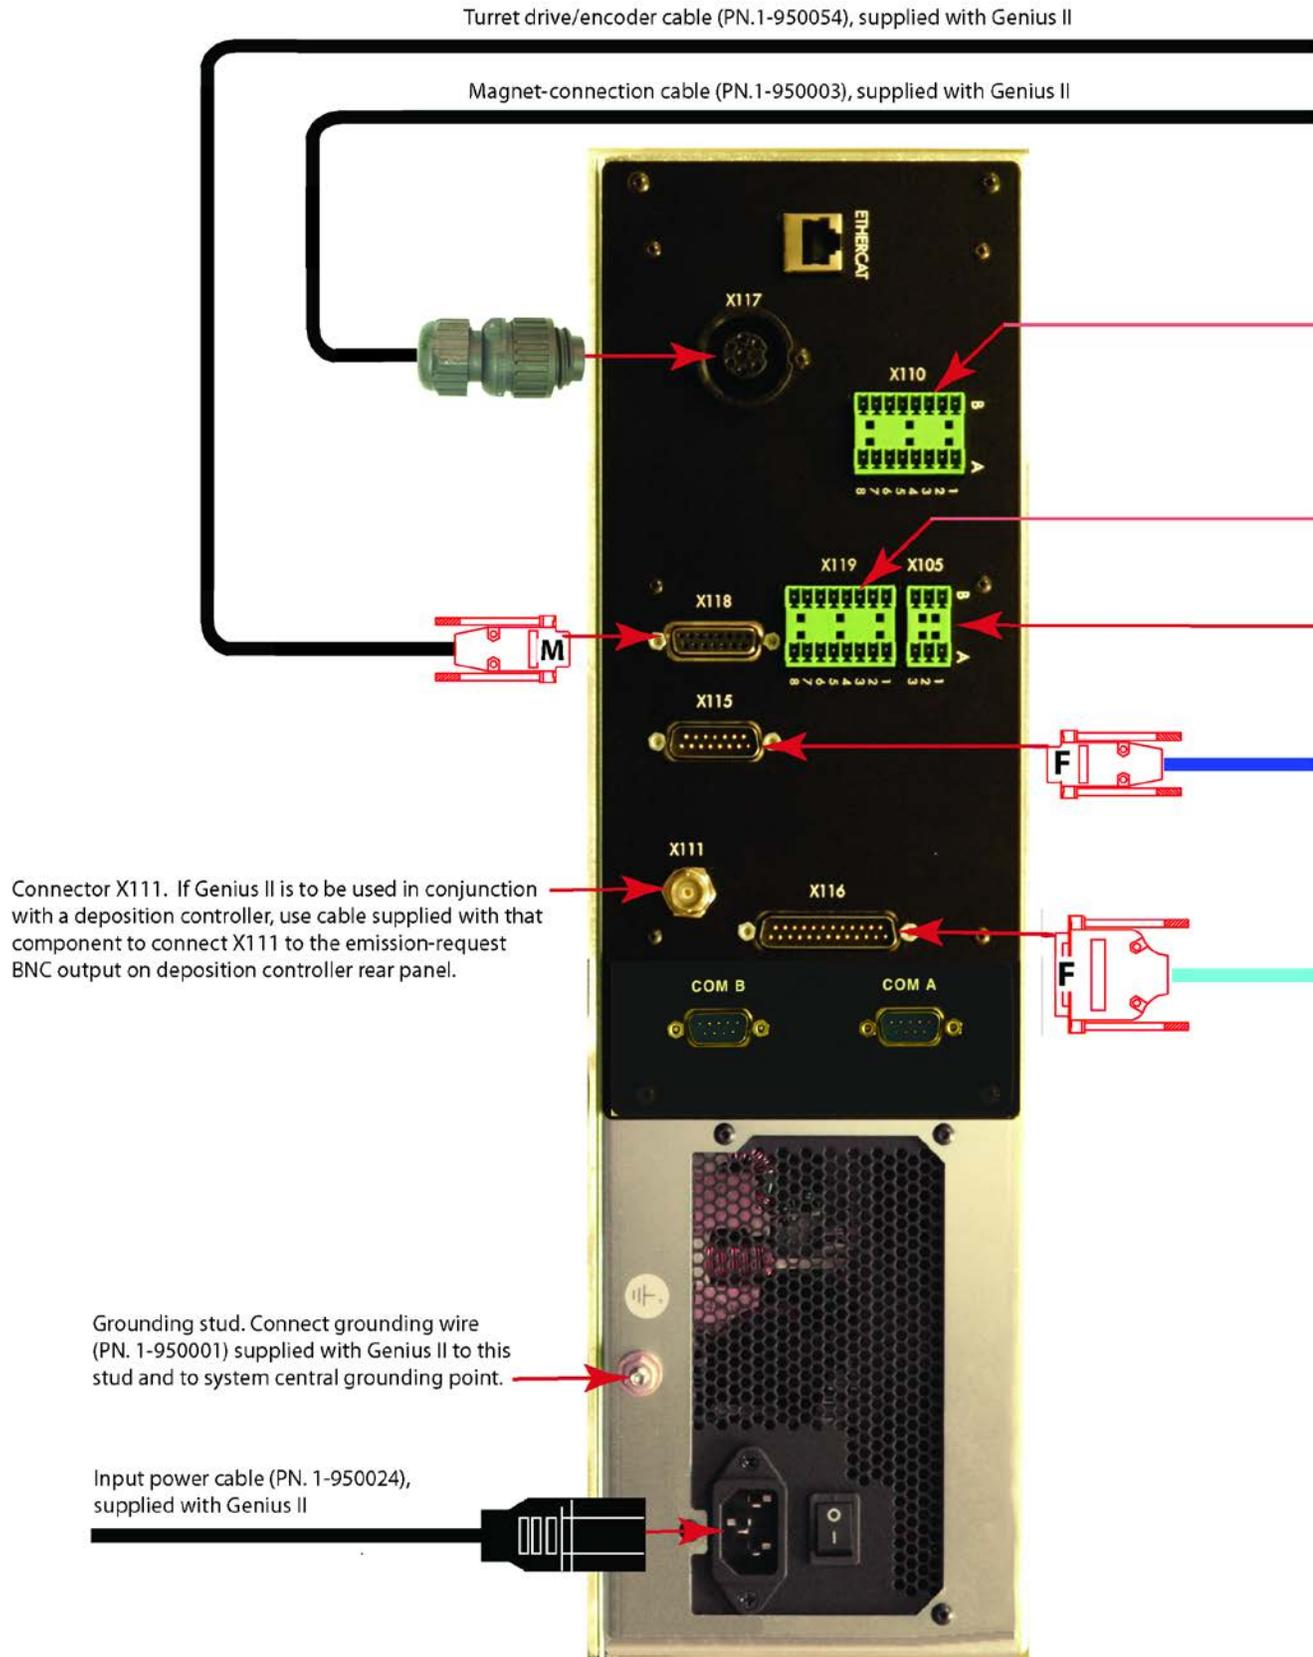 Turret drive/encoder cable (PN.1-950054), supplied with Genius II
Magnet-connection cable (PN.1-950003), supplied with Genius II
ETHERCAT
X117
X110
B
A
8 7 6 5 4 3 2 1
X119
X105
X118
B
A
8 7 6 5 4 3 2 1
3 2 1
M
X115
F
X111
X116
Connector X111. If Genius II is to be used in conjunction
with a deposition controller, use cable supplied with that
component to connect X111 to the emission-request
BNC output on deposition controller rear panel.
F
COM B
COM A
Grounding stud. Connect grounding wire
(PN. 1-950001) supplied with Genius II to this
stud and to system central grounding point.
Input power cable (PN. 1-950024),
supplied with Genius II